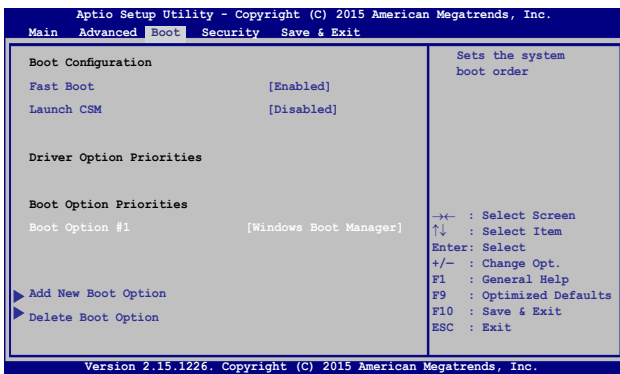 Aptio Setup Utility - Copyright (C) 2015 American Megatrends, Inc.
Main Advanced Boot Security Save & Exit
Boot Configuration
Fast Boot [Enabled]
Launch CSM [Disabled]
Driver Option Priorities
Boot Option Priorities
Boot Option #1 [Windows Boot Manager]
Add New Boot Option
Delete Boot Option
Sets the system
boot order
→← : Select Screen
↑↓ : Select Item
Enter: Select
+/— : Change Opt.
F1 : General Help
F9 : Optimized Defaults
F10 : Save & Exit
ESC : Exit
Version 2.15.1226. Copyright (C) 2015 American Megatrends, Inc.